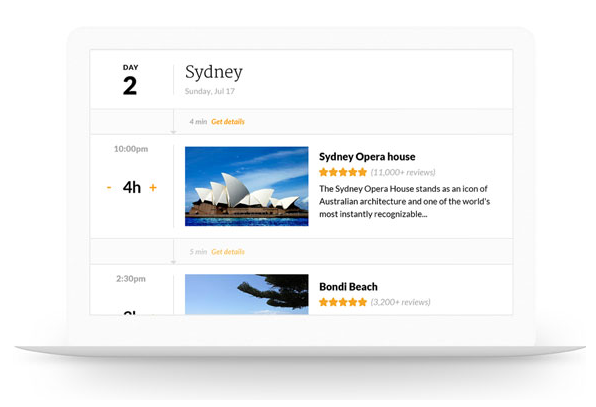 DAY
2
Sydney
Sunday, Jul 17
4 min Get details
10:00pm
- 4h +
Sydney Opera house
(11,000+ reviews)
The Sydney Opera House stands as an icon of
Australian architecture and one of the world's
most instantly recognizable...
5 min Get details
2:30pm
Bondi Beach
(3,200+ reviews)